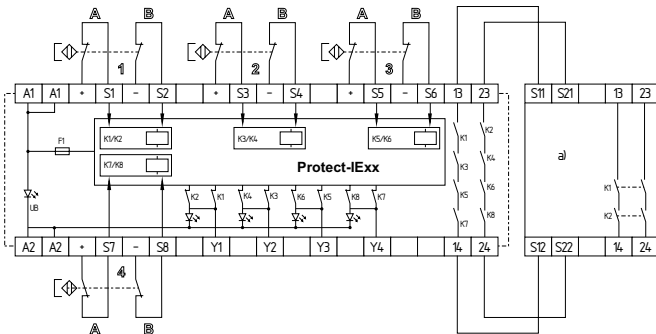 A B A B A B
1 2 3
A1 A1 + S1 - S2 + S3 - S4 + S5 - S6 13 23 S11 S21 13 23
F1 K1/K2 K3/K4 K5/K6 K1 K2
K7/K8 Protect-IExx K3 K4 a)
K2 K1 K4 K3 K6 K5 K8 K7 K5 K6 K1
UB K7 K8 K2
A2 A2 + S7 - S8 Y1 Y2 Y3 Y4 14 24 S12 S22 14 24
4
A B